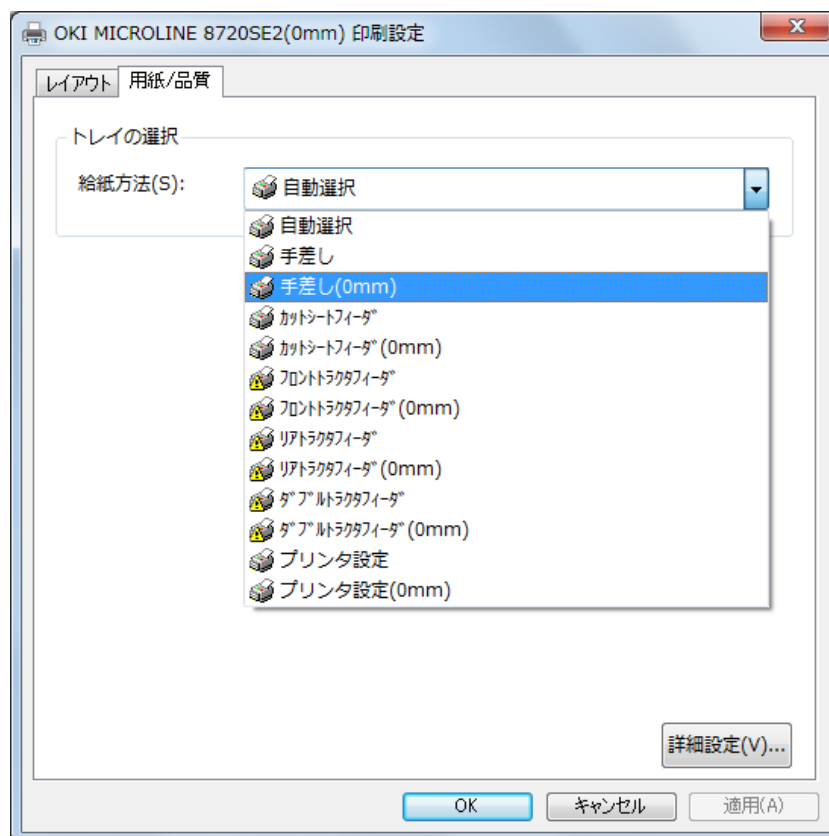 OKI MICROLINE 8720SE2(0mm) 印刷設定
レイアウト 用紙/品質
トレイの選択
給紙方法(S): 自動選択
自動選択
手差し
手差し(0mm)
ｶｯﾄｼｰﾄﾌｨｰﾀﾞ
ｶｯﾄｼｰﾄﾌｨｰﾀﾞ(0mm)
ﾌﾛﾝﾄﾄﾗｸﾀﾌｨｰﾀﾞ
ﾌﾛﾝﾄﾄﾗｸﾀﾌｨｰﾀﾞ(0mm)
ﾘｱﾄﾗｸﾀﾌｨｰﾀﾞ
ﾘｱﾄﾗｸﾀﾌｨｰﾀﾞ(0mm)
ﾀﾞﾌﾞﾙﾄﾗｸﾀﾌｨｰﾀﾞ
ﾀﾞﾌﾞﾙﾄﾗｸﾀﾌｨｰﾀﾞ(0mm)
プリンタ設定
プリンタ設定(0mm)
詳細設定(V)...
OK キャンセル 適用(A)